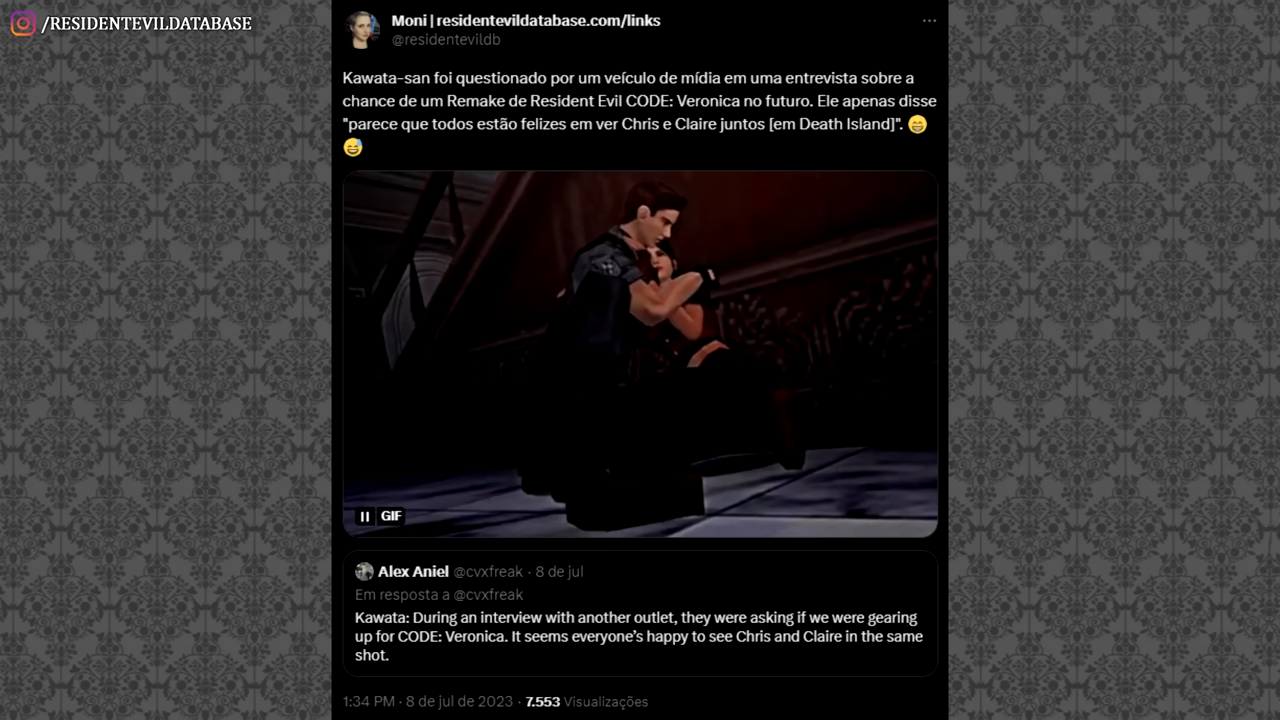 /RESIDENTEVILDATABASE
Moni | residentevildatabase.com/links
@residentevildb
Kawata-san foi questionado por um veículo de mídia em uma entrevista sobre a
chance de um Remake de Resident Evil CODE: Veronica no futuro. Ele apenas disse
"parece que todos estão felizes em ver Chris e Claire juntos [em Death Island]". 😁
😅
GIF
Alex Aniel @cvxfreak · 8 de jul
Em resposta a @cvxfreak
Kawata: During an interview with another outlet, they were asking if we were gearing
up for CODE: Veronica. It seems everyone’s happy to see Chris and Claire in the same
shot.
1:34 PM · 8 de jul de 2023 · 7.553 Visualizações